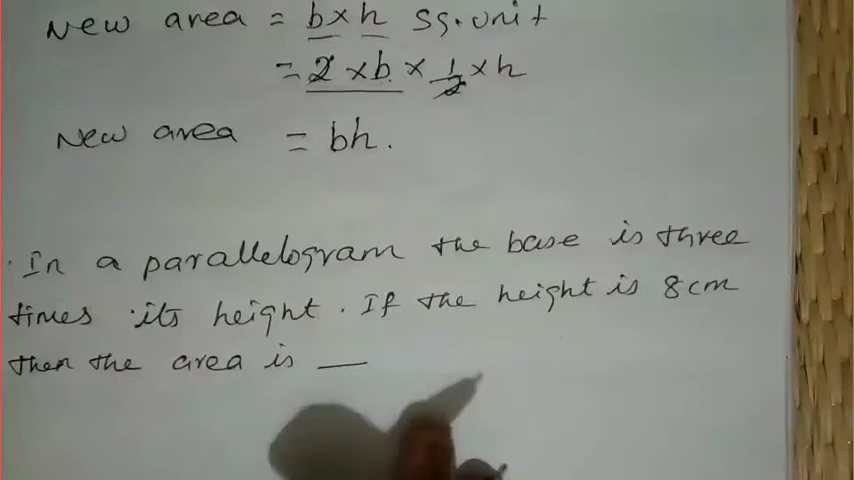 New area = b x h sq.unit
= 2 x b x 1/2 x h
New area = bh.
In a parallelogram the base is three
times its height. If the height is 8cm
then the area is —